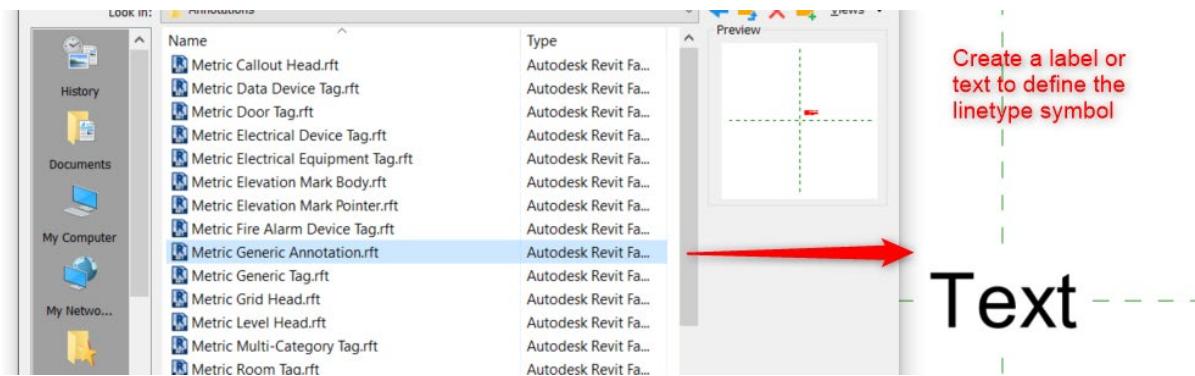 Look in:
Annotations
Views
Name
Type
Preview
History
Documents
My Computer
My Netwo...
Metric Callout Head.rft Autodesk Revit Fa...
Metric Data Device Tag.rft Autodesk Revit Fa...
Metric Door Tag.rft Autodesk Revit Fa...
Metric Electrical Device Tag.rft Autodesk Revit Fa...
Metric Electrical Equipment Tag.rft Autodesk Revit Fa...
Metric Elevation Mark Body.rft Autodesk Revit Fa...
Metric Elevation Mark Pointer.rft Autodesk Revit Fa...
Metric Fire Alarm Device Tag.rft Autodesk Revit Fa...
Metric Generic Annotation.rft Autodesk Revit Fa...
Metric Generic Tag.rft Autodesk Revit Fa...
Metric Grid Head.rft Autodesk Revit Fa...
Metric Level Head.rft Autodesk Revit Fa...
Metric Multi-Category Tag.rft Autodesk Revit Fa...
Metric Room Tag.rft Autodesk Revit Fa...
Create a label or
text to define the
linetype symbol
Text